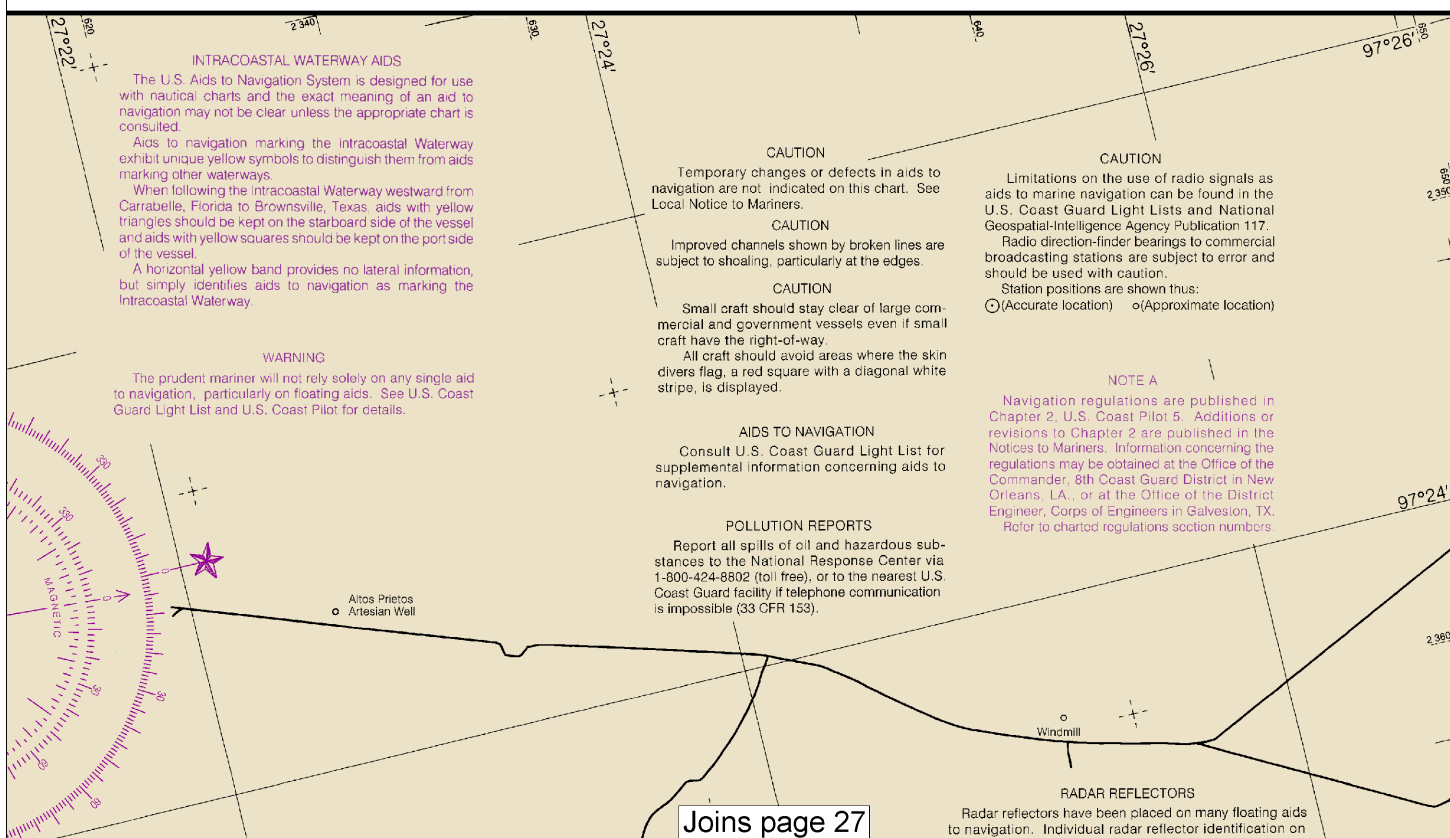 27°22'
620
2 340
630
27°24'
640
27°26'
97°26'
650
INTRACOASTAL WATERWAY AIDS
The U.S. Aids to Navigation System is designed for use
with nautical charts and the exact meaning of an aid to
navigation may not be clear unless the appropriate chart is
consulted.
Aids to navigation marking the Intracoastal Waterway
exhibit unique yellow symbols to distinguish them from aids
marking other waterways.
When following the Intracoastal Waterway westward from
Carrabelle, Florida to Brownsville, Texas, aids with yellow
triangles should be kept on the starboard side of the vessel
and aids with yellow squares should be kept on the port side
of the vessel.
A horizontal yellow band provides no lateral information,
but simply identifies aids to navigation as marking the
Intracoastal Waterway.
WARNING
The prudent mariner will not rely solely on any single aid
to navigation, particularly on floating aids. See U.S. Coast
Guard Light List and U.S. Coast Pilot for details.
CAUTION
Temporary changes or defects in aids to
navigation are not indicated on this chart. See
Local Notice to Mariners.
CAUTION
Improved channels shown by broken lines are
subject to shoaling, particularly at the edges.
CAUTION
Small craft should stay clear of large com-
mercial and government vessels even if small
craft have the right-of-way.
All craft should avoid areas where the skin
divers flag, a red square with a diagonal white
stripe, is displayed.
AIDS TO NAVIGATION
Consult U.S. Coast Guard Light List for
supplemental information concerning aids to
navigation.
POLLUTION REPORTS
Report all spills of oil and hazardous sub-
stances to the National Response Center via
1-800-424-8802 (toll free), or to the nearest U.S.
Coast Guard facility if telephone communication
is impossible (33 CFR 153).
CAUTION
Limitations on the use of radio signals as
aids to marine navigation can be found in the
U.S. Coast Guard Light Lists and National
Geospatial-Intelligence Agency Publication 117.
Radio direction-finder bearings to commercial
broadcasting stations are subject to error and
should be used with caution.
Station positions are shown thus:
(Accurate location) (Approximate location)
650
2 350
NOTE A
Navigation regulations are published in
Chapter 2, U.S. Coast Pilot 5. Additions or
revisions to Chapter 2 are published in the
Notices to Mariners. Information concerning the
regulations may be obtained at the Office of the
Commander, 8th Coast Guard District in New
Orleans, LA., or at the Office of the District
Engineer, Corps of Engineers in Galveston, TX.
Refer to charted regulations section numbers.
97°24'
2 360
330
330
0
0
MAGNETIC
30
30
60
60
Altos Prietos
Artesian Well
Windmill
RADAR REFLECTORS
Radar reflectors have been placed on many floating aids
to navigation. Individual radar reflector identification on
Joins page 27